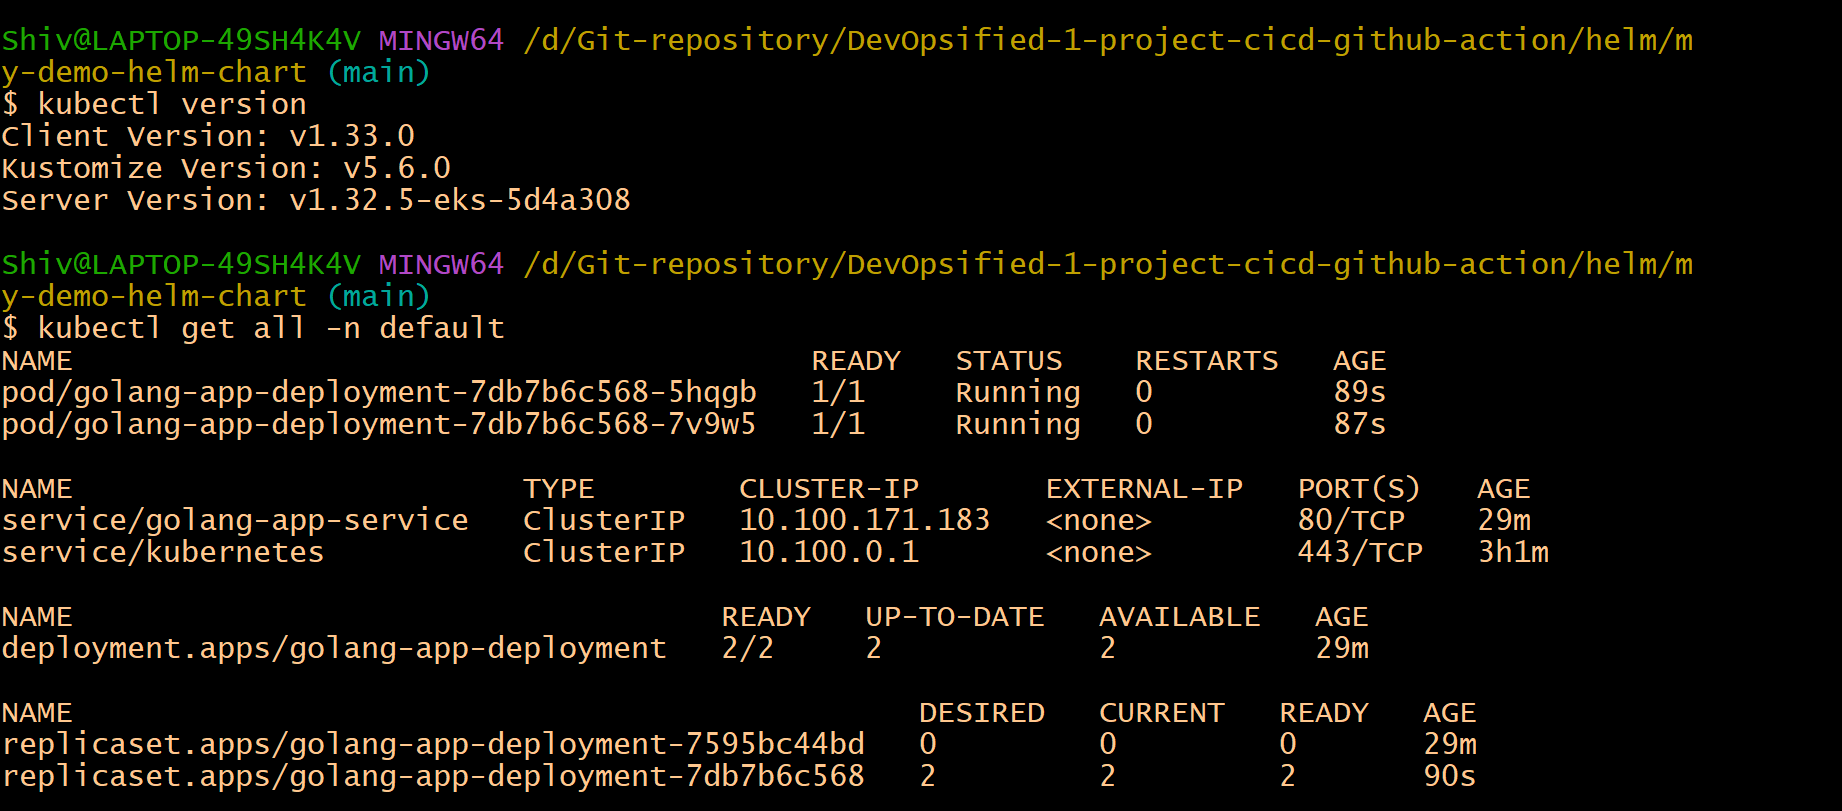 Shiv@LAPTOP-49SH4K4V MINGW64 /d/Git-repository/DevOpsified-1-project-cicd-github-action/helm/m
y-demo-helm-chart (main)
$ kubectl version
Client Version: v1.33.0
Kustomize Version: v5.6.0
Server Version: v1.32.5-eks-5d4a308

Shiv@LAPTOP-49SH4K4V MINGW64 /d/Git-repository/DevOpsified-1-project-cicd-github-action/helm/m
y-demo-helm-chart (main)
$ kubectl get all -n default
NAME                                         READY   STATUS    RESTARTS   AGE
pod/golang-app-deployment-7db7b6c568-5hqgb   1/1     Running   0          89s
pod/golang-app-deployment-7db7b6c568-7v9w5   1/1     Running   0          87s

NAME                         TYPE        CLUSTER-IP       EXTERNAL-IP   PORT(S)   AGE
service/golang-app-service   ClusterIP   10.100.171.183   <none>        80/TCP    29m
service/kubernetes           ClusterIP   10.100.0.1       <none>        443/TCP   3h1m

NAME                                    READY   UP-TO-DATE   AVAILABLE   AGE
deployment.apps/golang-app-deployment   2/2     2            2           29m

NAME                                               DESIRED   CURRENT   READY   AGE
replicaset.apps/golang-app-deployment-7595bc44bd   0         0         0       29m
replicaset.apps/golang-app-deployment-7db7b6c568   2         2         2       90s